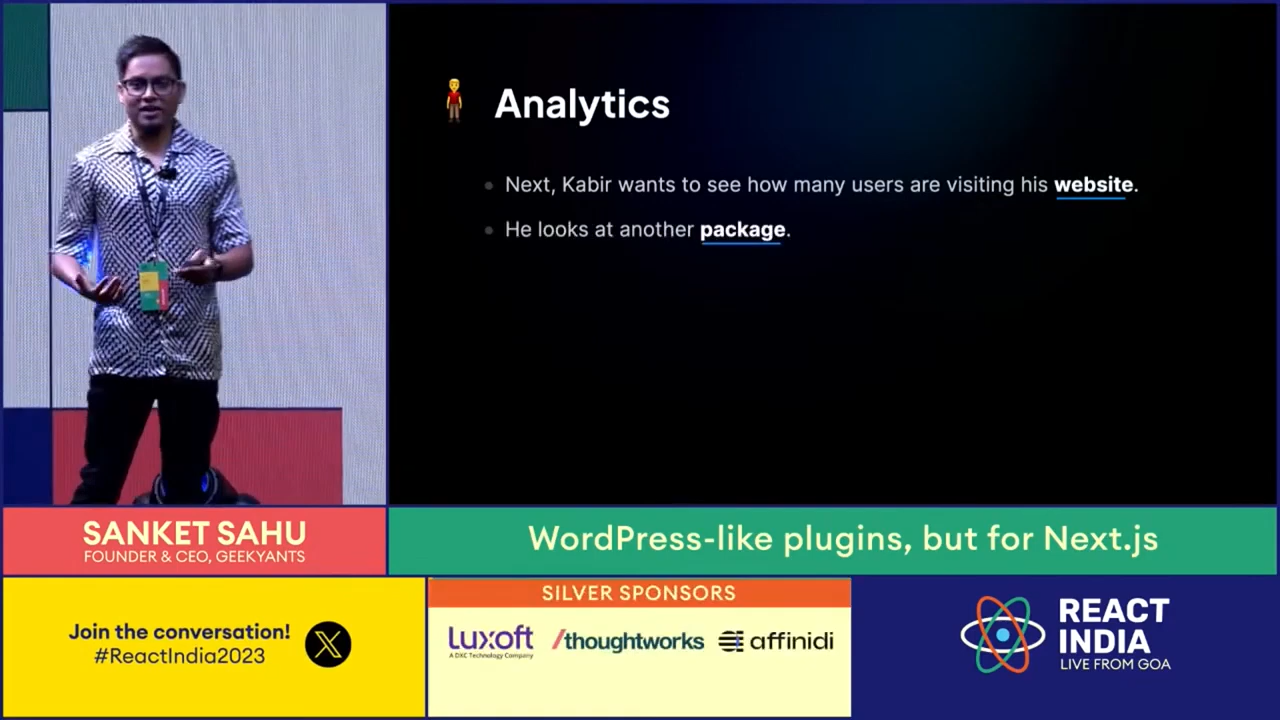 Analytics
Next, Kabir wants to see how many users are visiting his website.
He looks at another package.
SANKET SAHU
FOUNDER & CEO, GEEKYANTS
WordPress-like plugins, but for Next.js
Join the conversation!
#ReactIndia2023
SILVER SPONSORS
Luxoft
A DXC Technology Company
/thoughtworks
affinidi
REACT
INDIA
LIVE FROM GOA